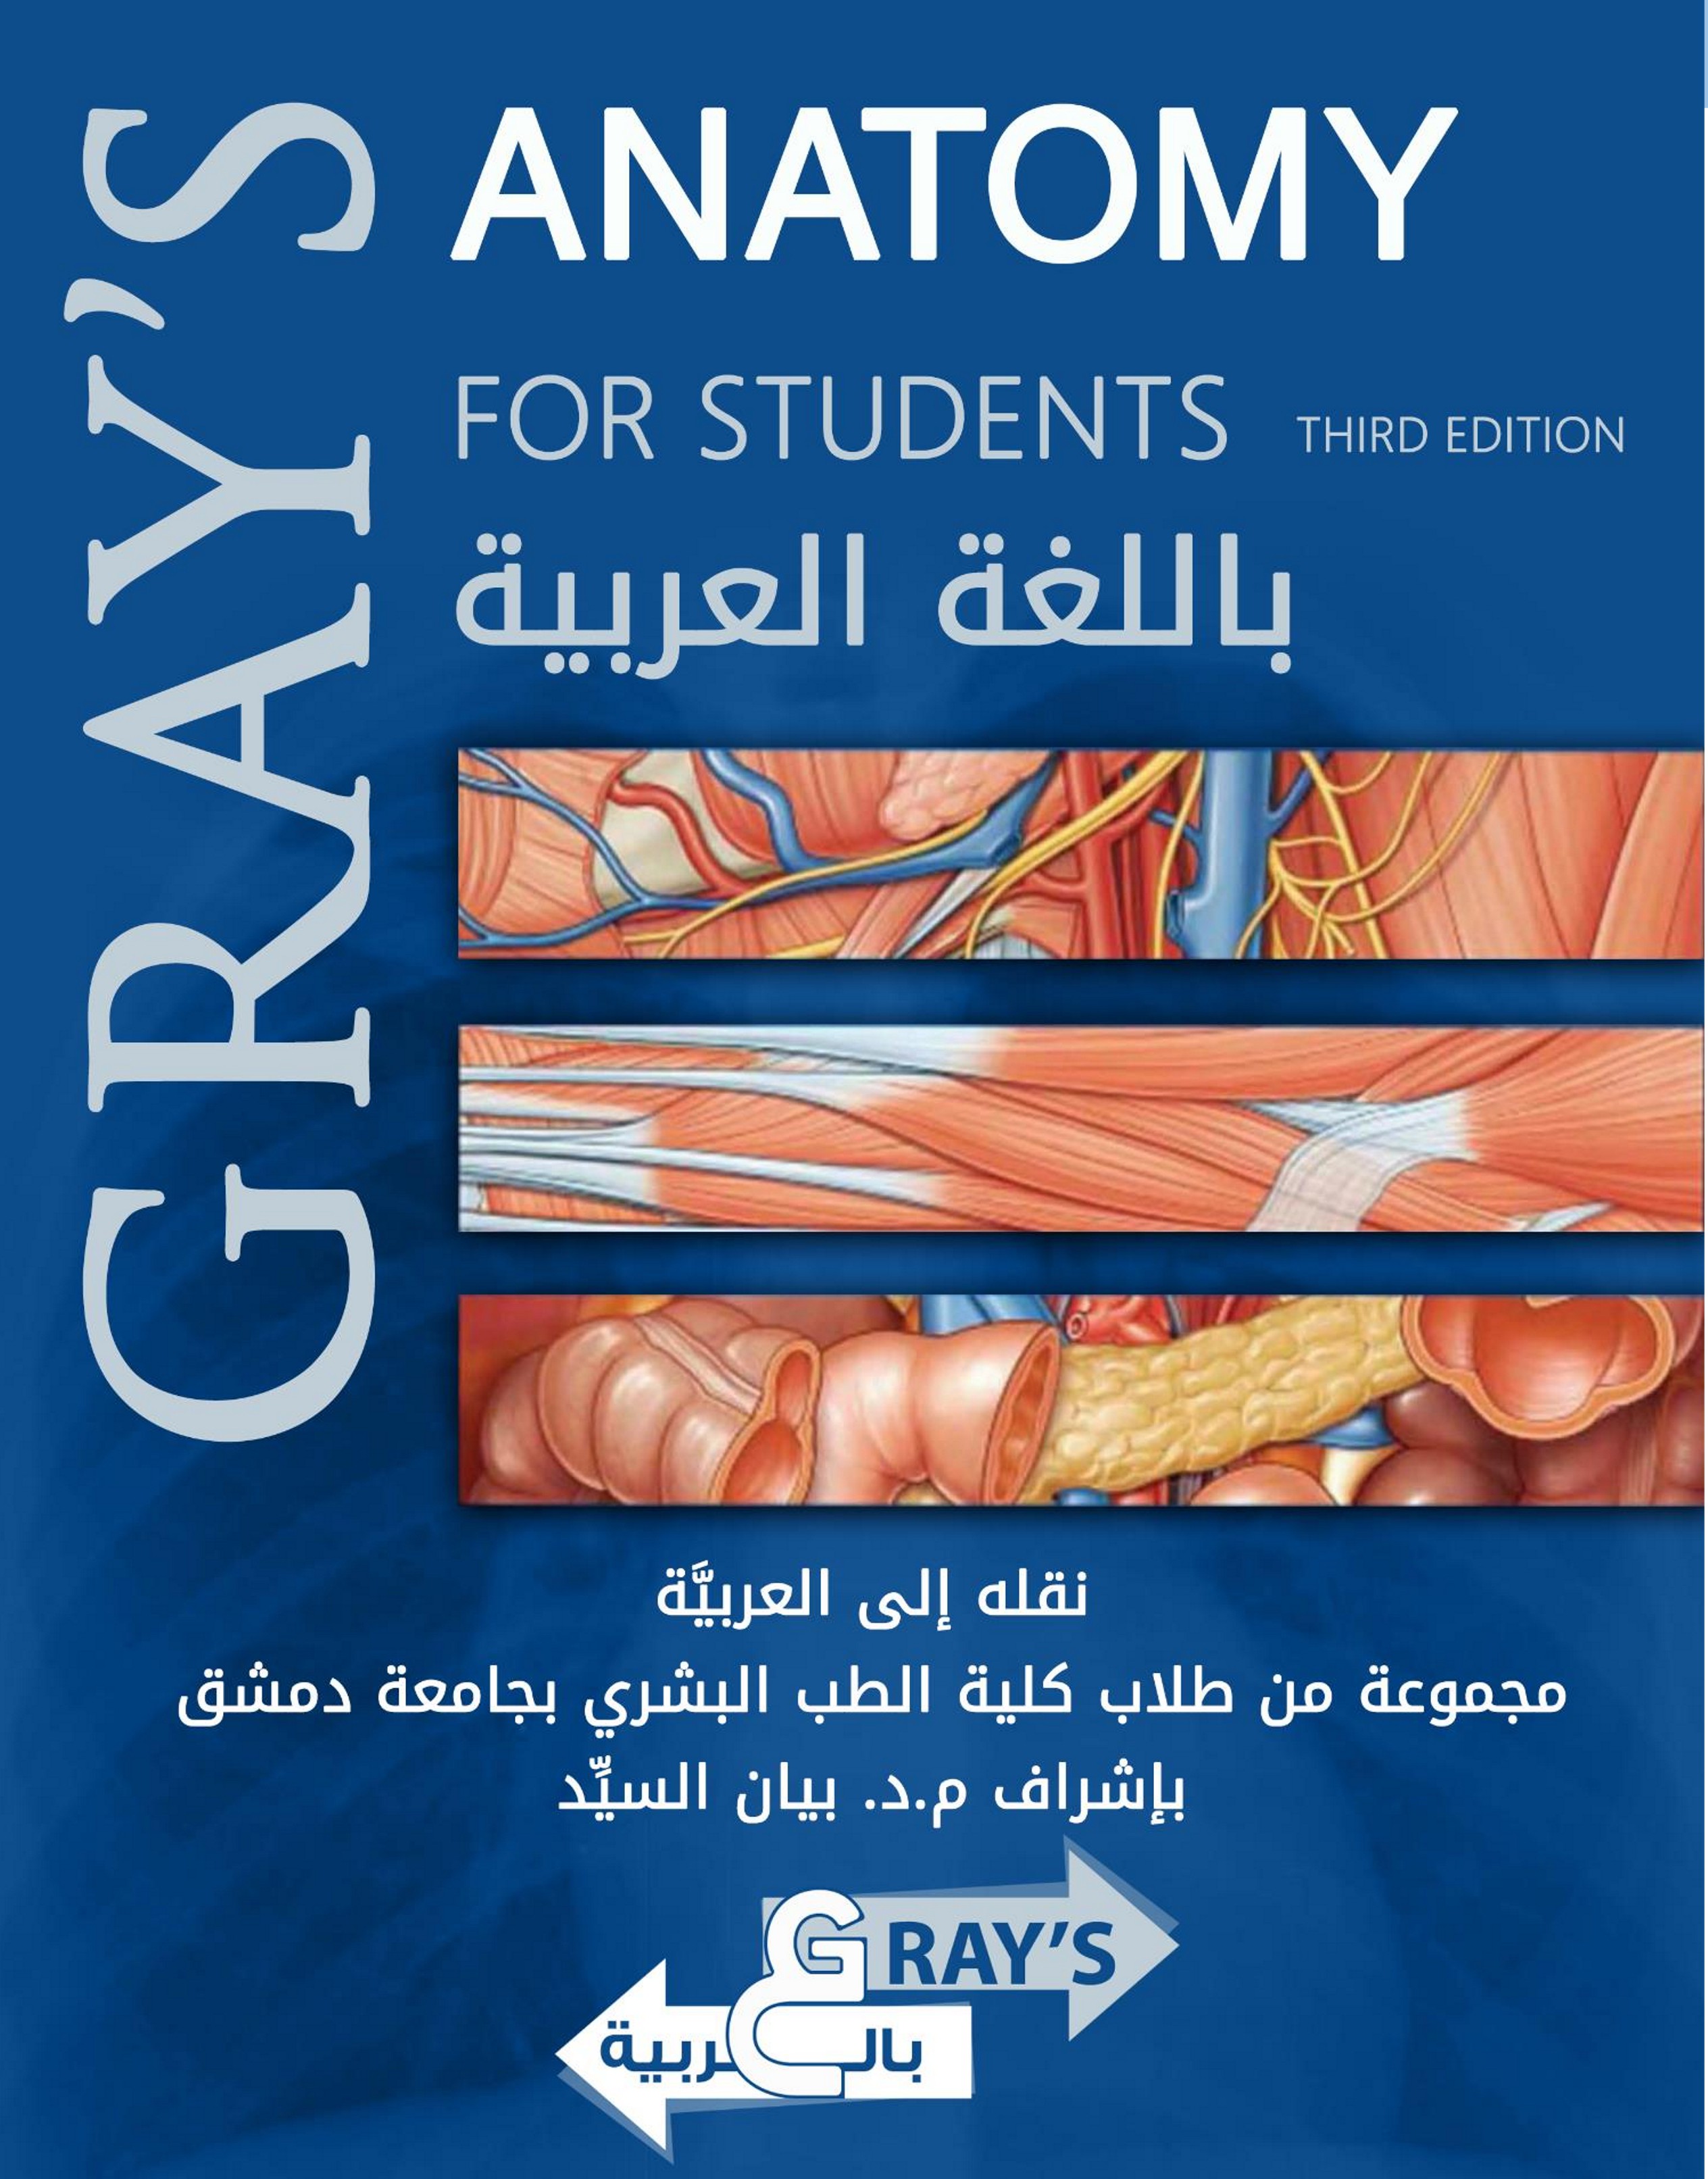 GRAY'S
ANATOMY
FOR STUDENTS THIRD EDITION
باللغة العربية
نقله إلى العربيَّة
مجموعة من طلاب كلية الطب البشري بجامعة دمشق
بإشراف م.د. بيان السيِّد
GRAY'S
بالعربية